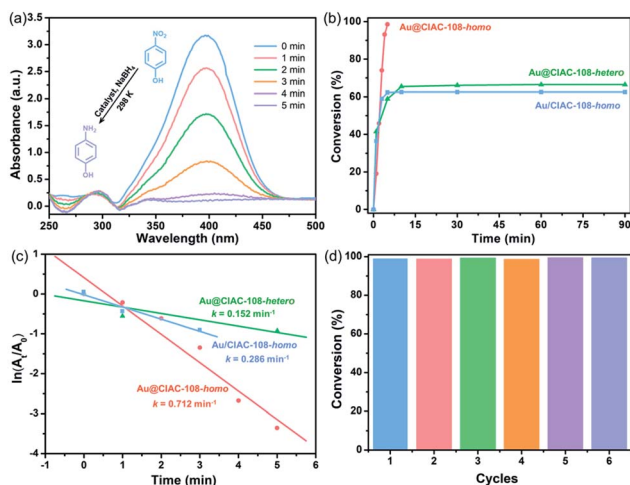 (a)
3.5
3.0
2.5
2.0
1.5
1.0
0.5
0.0
Absorbance (a.u.)
NO₂
OH
Catalyst, NaBH₄
298 K
NH₂
OH
0 min
1 min
2 min
3 min
4 min
5 min
250 300 350 400 450 500
Wavelength (nm)
(b)
100
80
60
40
20
0
Conversion (%)
Au@CIAC-108-homo
Au@CIAC-108-hetero
Au/CIAC-108-homo
0 15 30 45 60 75 90
Time (min)
(c)
1
0
-1
-2
-3
-4
ln(Aₜ/A₀)
Au@CIAC-108-hetero
k = 0.152 min⁻¹
Au/CIAC-108-homo
k = 0.286 min⁻¹
Au@CIAC-108-homo
k = 0.712 min⁻¹
-1 0 1 2 3 4 5 6
Time (min)
(d)
100
80
60
40
20
0
Conversion (%)
1 2 3 4 5 6
Cycles